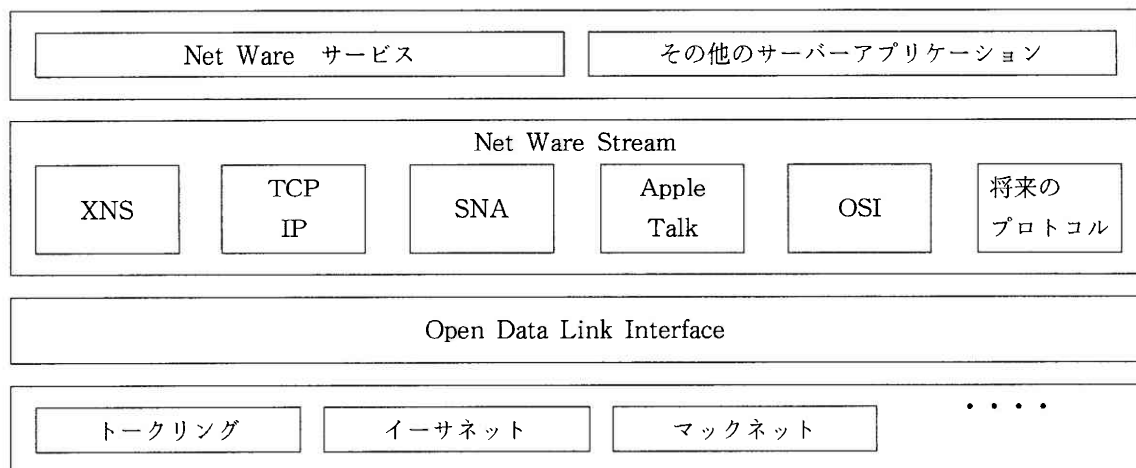 Net Ware サービス
その他のサーバーアプリケーション
Net Ware Stream
XNS
TCP
IP
SNA
Apple
Talk
OSI
将来の
プロトコル
Open Data Link Interface
トークリング
イーサネット
マックネット
・・・・